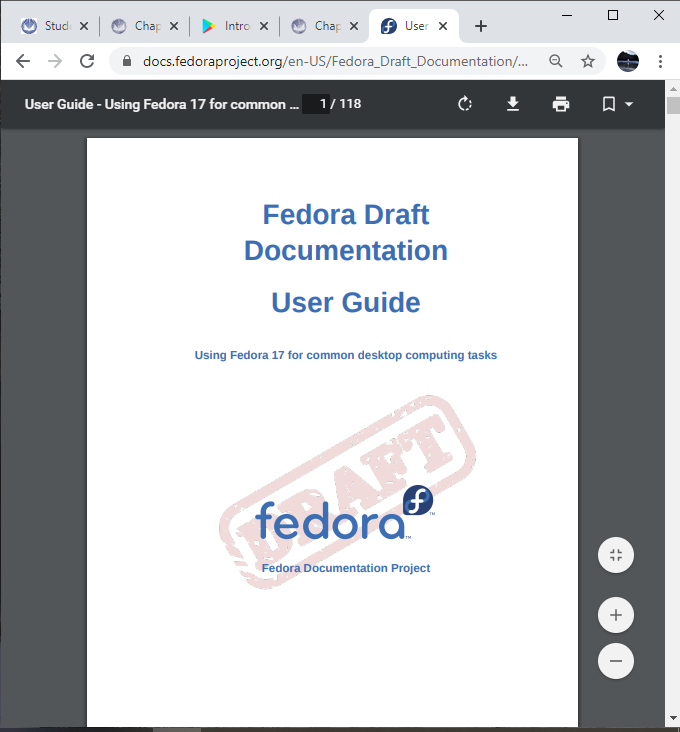 Stud
Chap
Intro
Chap
User
docs.fedoraproject.org/en-US/Fedora_Draft_Documentation/...
User Guide - Using Fedora 17 for common ... 1 / 118
Fedora Draft
Documentation
User Guide
Using Fedora 17 for common desktop computing tasks
DRAFT
fedora™
Fedora Documentation Project